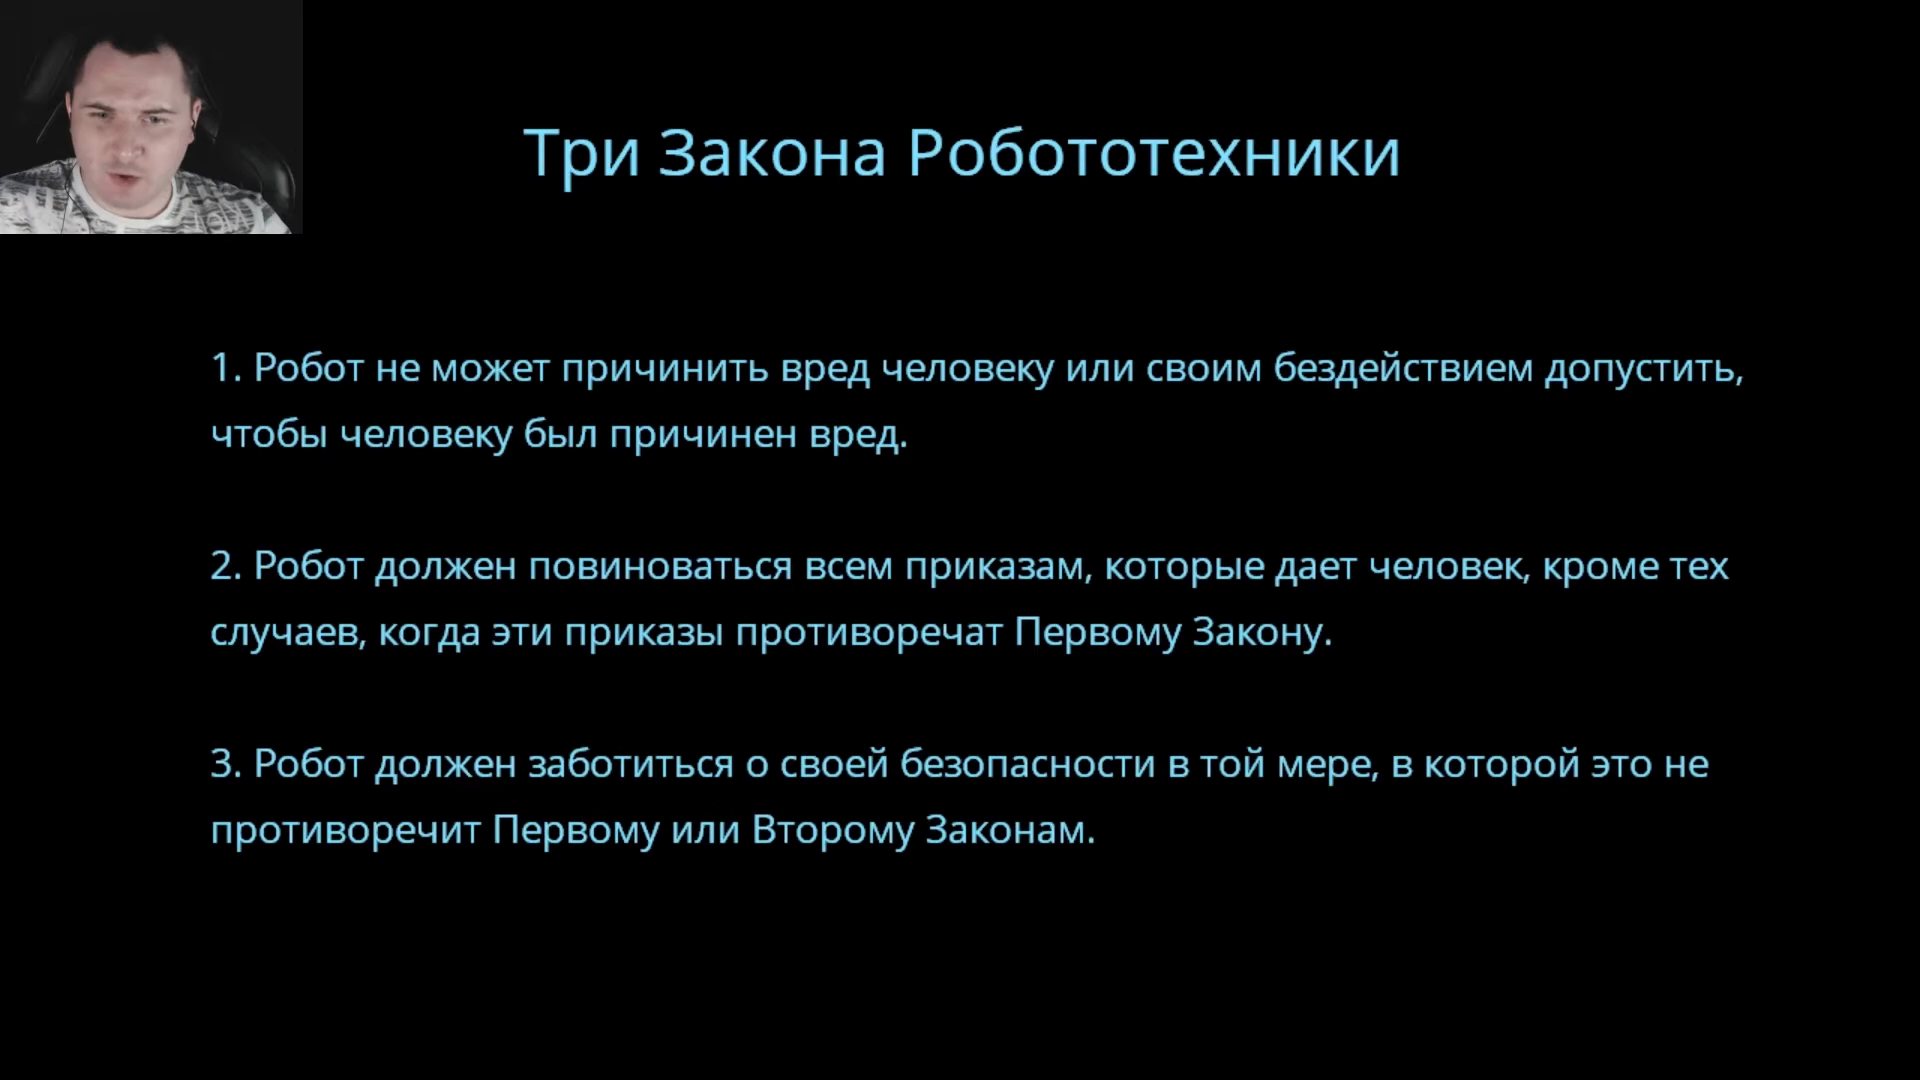 Три Закона Робототехники
1. Робот не может причинить вред человеку или своим бездействием допустить,
чтобы человеку был причинен вред.
2. Робот должен повиноваться всем приказам, которые дает человек, кроме тех
случаев, когда эти приказы противоречат Первому Закону.
3. Робот должен заботиться о своей безопасности в той мере, в которой это не
противоречит Первому или Второму Законам.